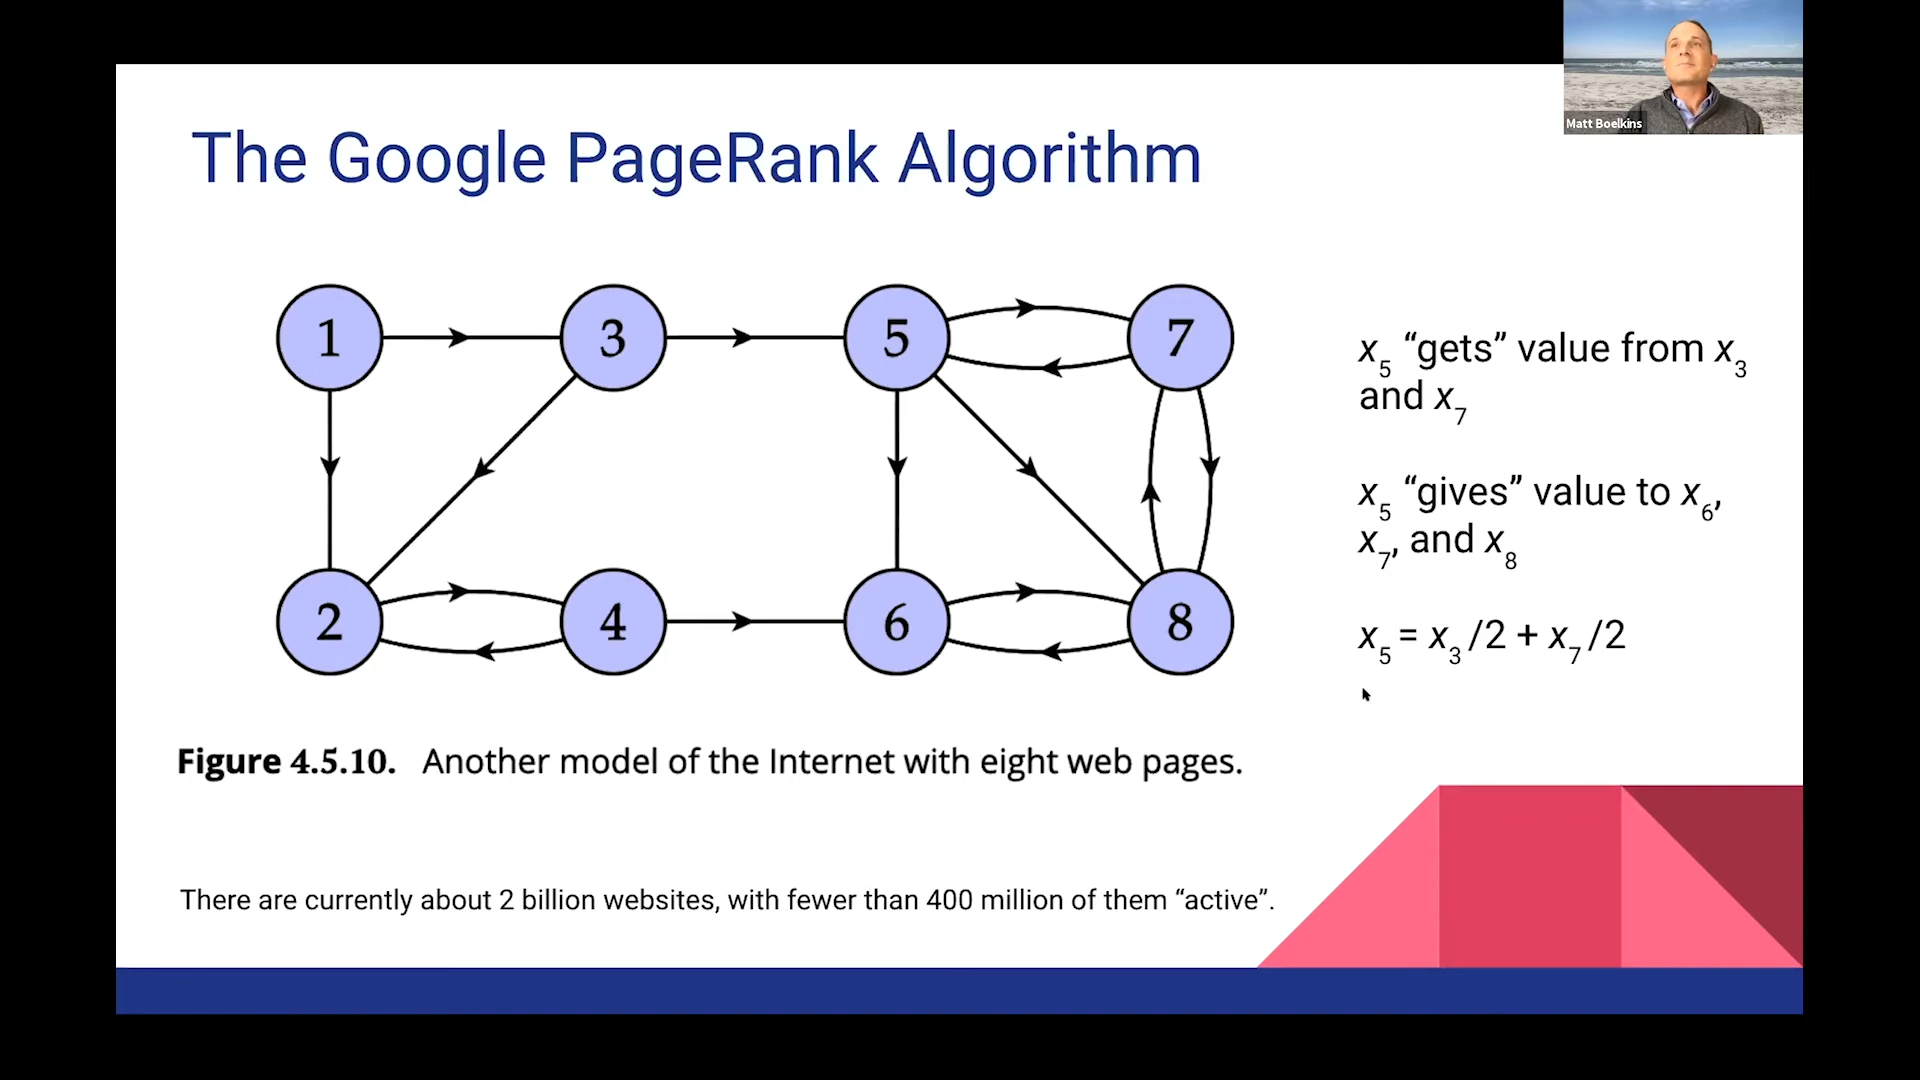 Matt Boelkins
The Google PageRank Algorithm
1
3
5
7
2
4
6
8
x5 “gets” value from x3
and x7
x5 “gives” value to x6,
x7, and x8
x5 = x3 /2 + x7 /2
Figure 4.5.10. Another model of the Internet with eight web pages.
There are currently about 2 billion websites, with fewer than 400 million of them “active”.